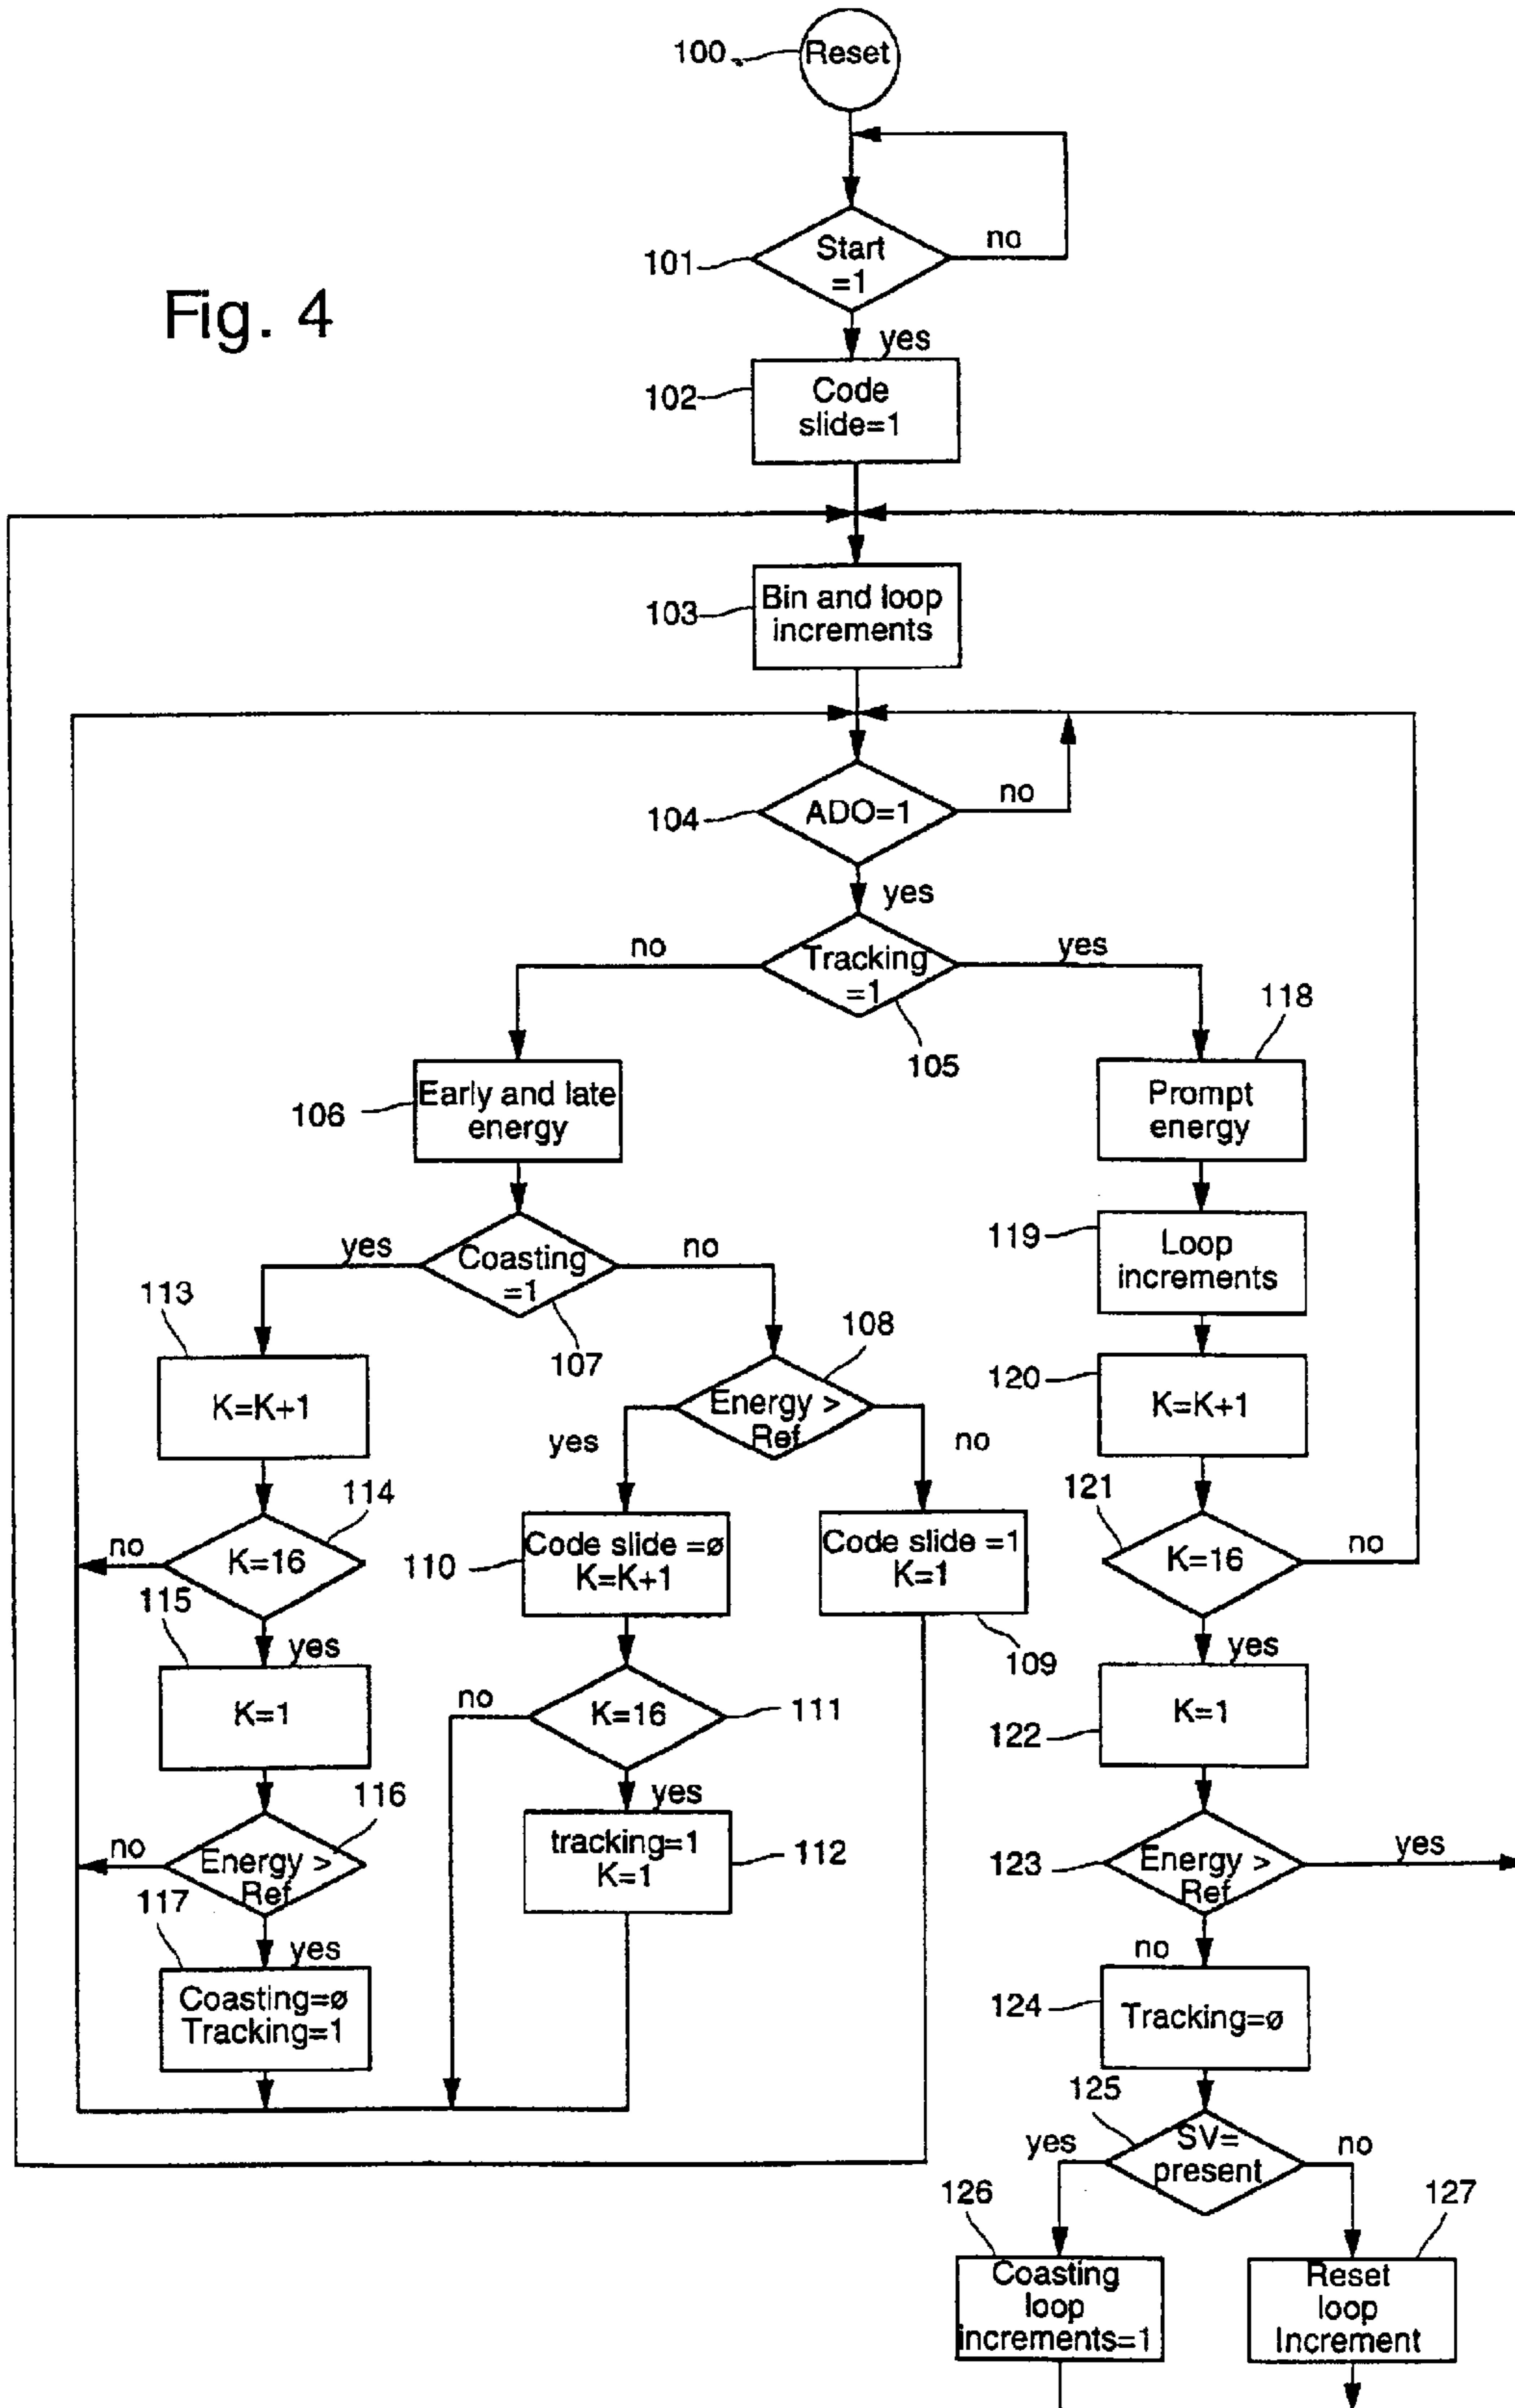 100
Reset
Start
=1
no
101
Fig. 4
yes
102
Code
slide=1
103
Bin and loop
increments
104
ADO=1
no
yes
no
Tracking
=1
yes
105
118
106
Early and late
energy
Prompt
energy
yes
Coasting
=1
no
107
119
Loop
increments
113
108
K=K+1
Energy >
Ref
yes
no
120
K=K+1
114
no
K=16
110
Code slide =ø
K=K+1
Code slide =1
K=1
109
121
K=16
no
115
yes
K=1
no
K=16
111
yes
122
K=1
116
no
Energy >
Ref
117
yes
tracking=1
K=1
112
123
Energy >
Ref
yes
yes
Coasting=ø
Tracking=1
no
124
Tracking=ø
125
yes
SV=
present
no
126
127
Coasting
loop
increments=1
Reset
loop
Increment